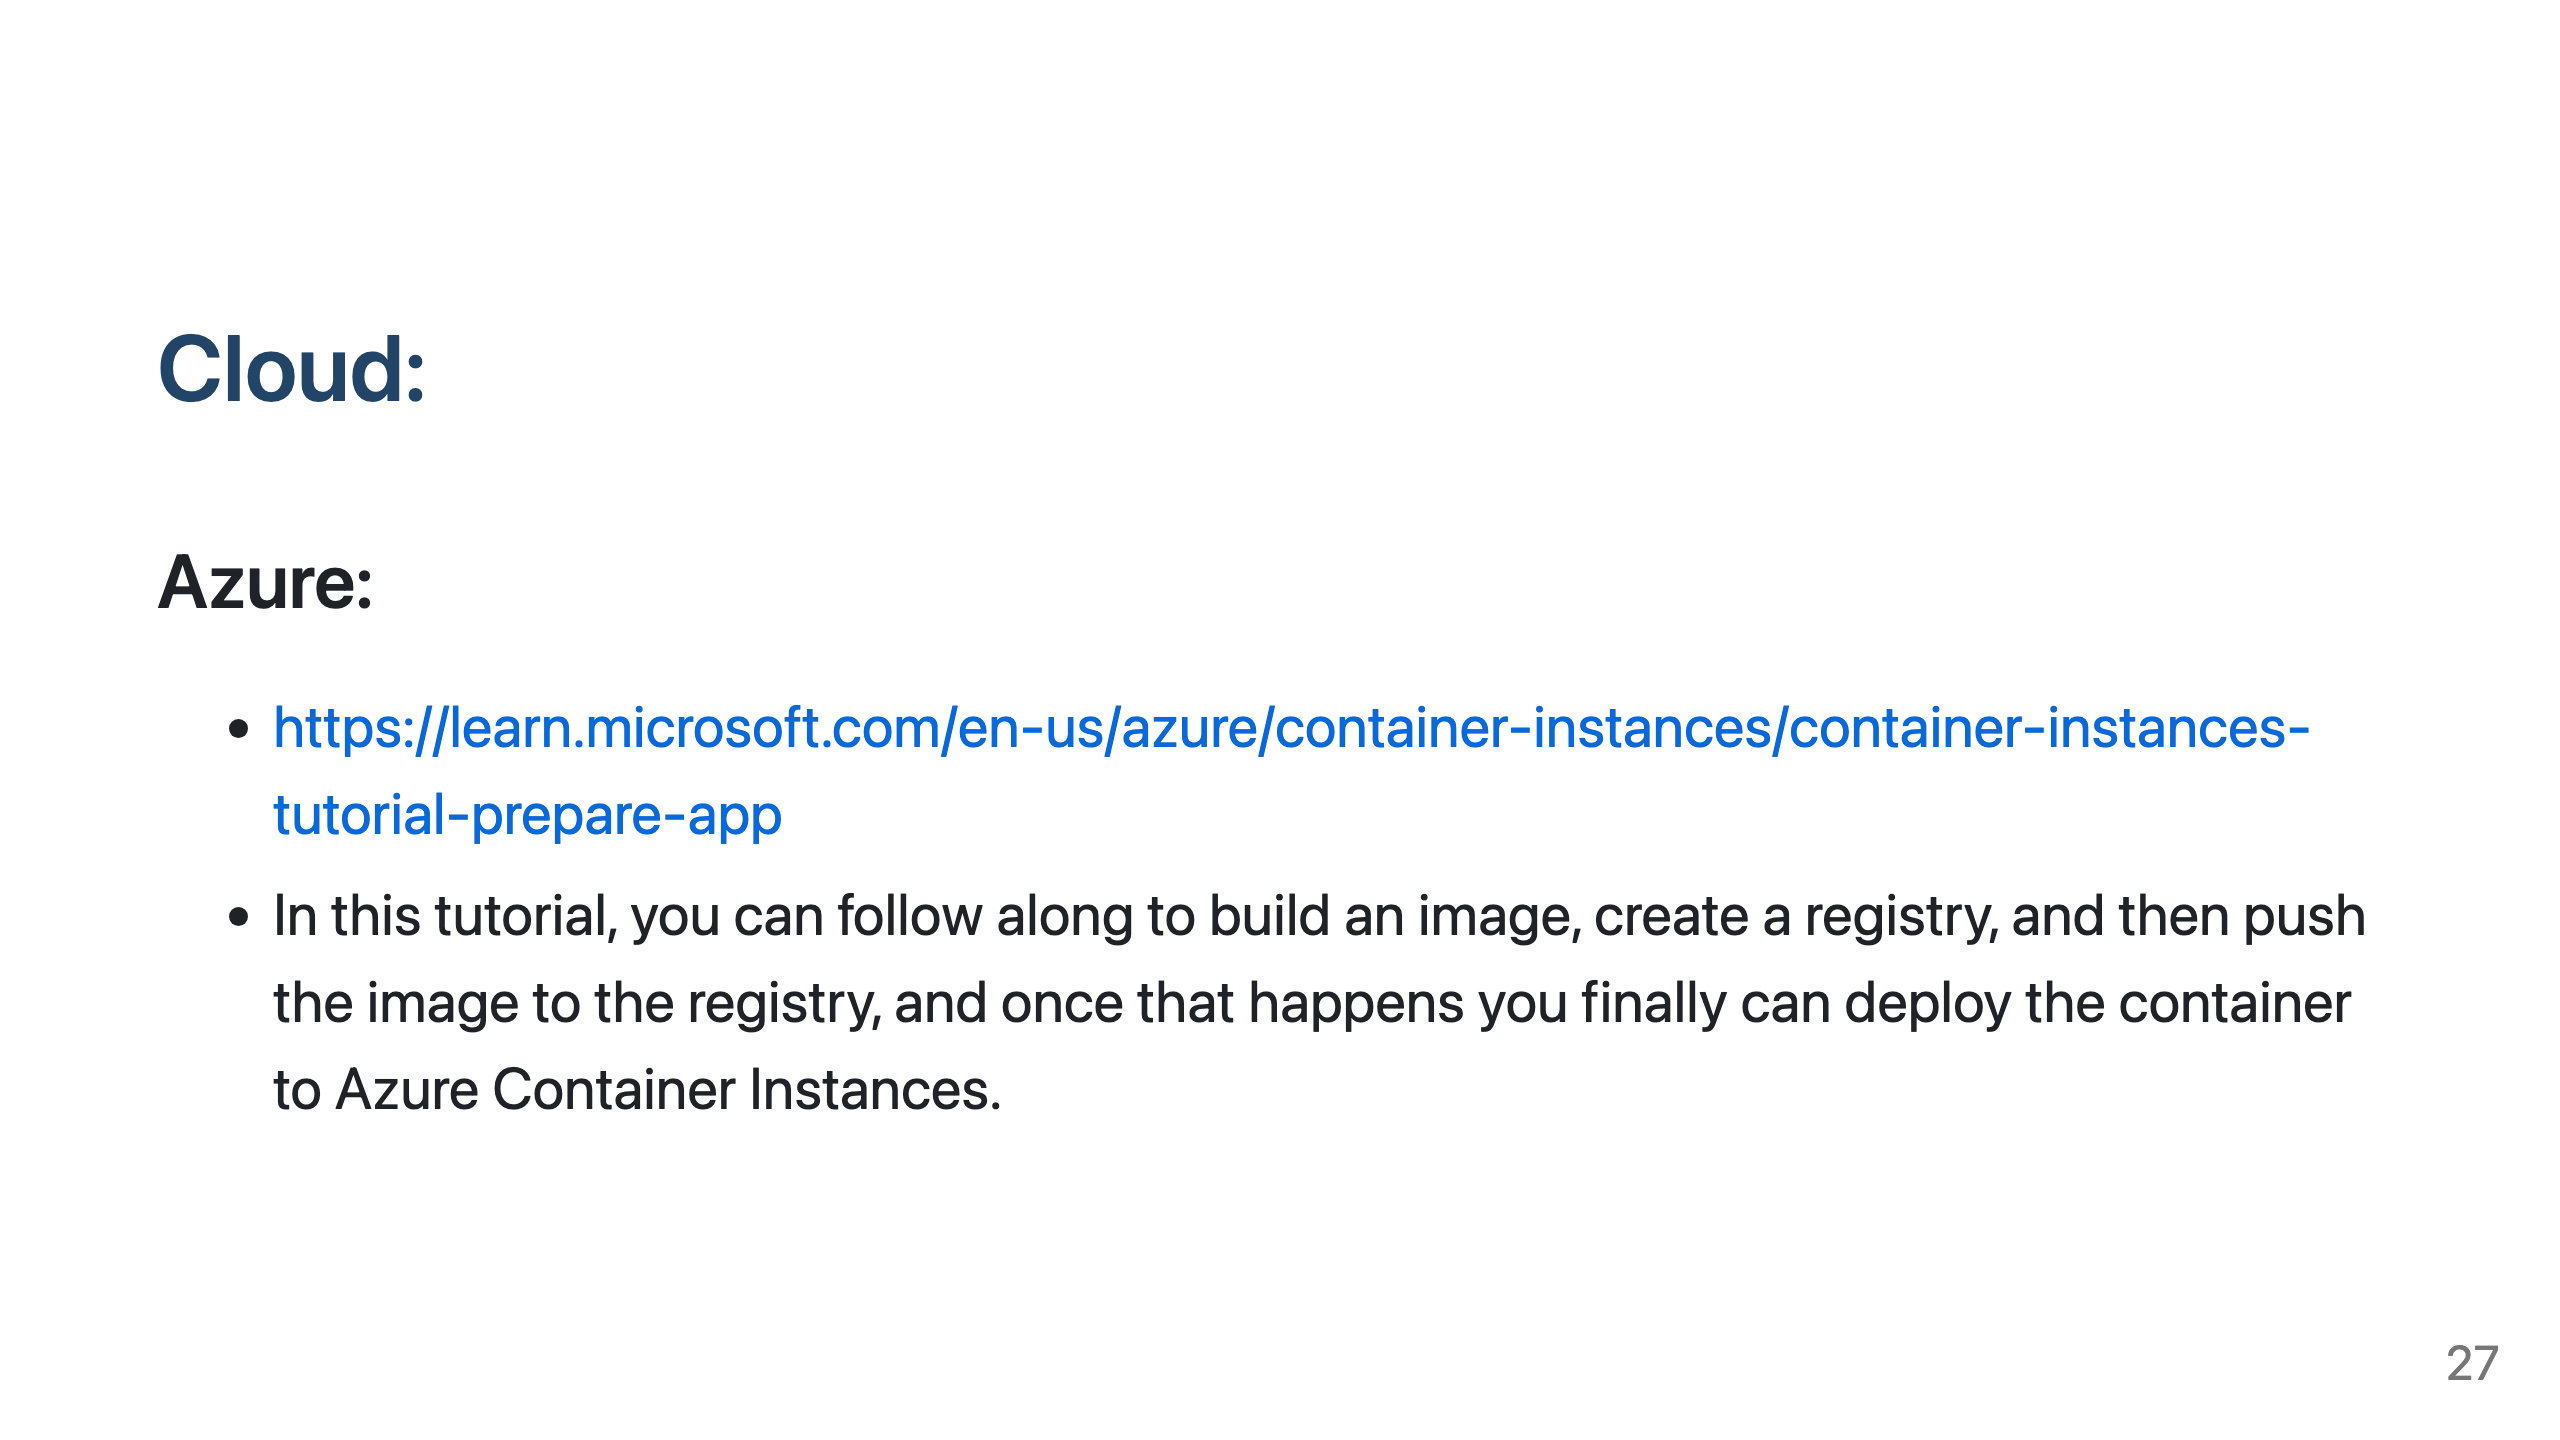 Cloud:
Azure:
• https://learn.microsoft.com/en-us/azure/container-instances/container-instances-
tutorial-prepare-app
• In this tutorial, you can follow along to build an image, create a registry, and then push
the image to the registry, and once that happens you finally can deploy the container
to Azure Container Instances.
27